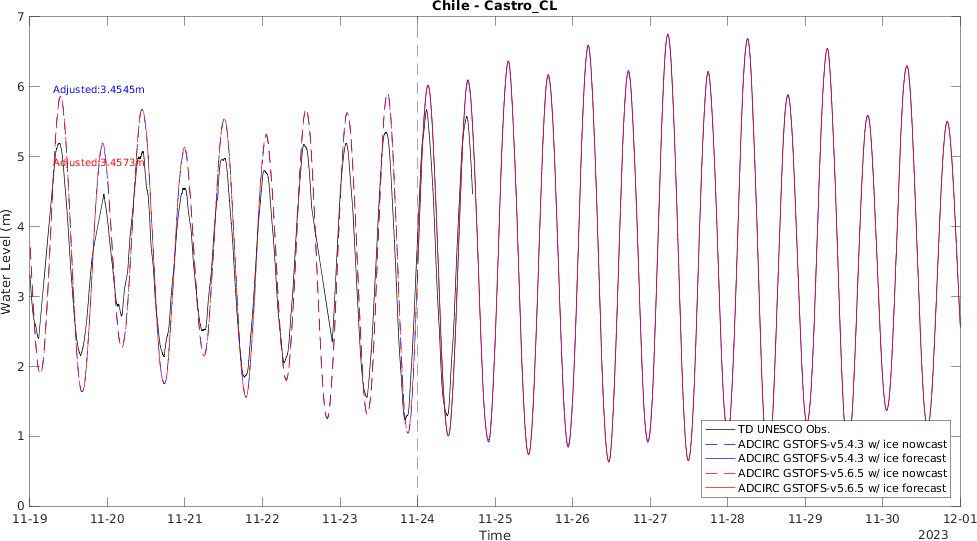 Chile - Castro_CL
7
6
5
4
3
2
1
0
Water Level (m)
Adjusted:3.4545m
Adjusted:3.4573m
TD UNESCO Obs.
ADCIRC GSTOFS-v5.4.3 w/ ice nowcast
ADCIRC GSTOFS-v5.4.3 w/ ice forecast
ADCIRC GSTOFS-v5.6.5 w/ ice nowcast
ADCIRC GSTOFS-v5.6.5 w/ ice forecast
11-19 11-20 11-21 11-22 11-23 11-24 11-25 11-26 11-27 11-28 11-29 11-30 12-01
Time
2023